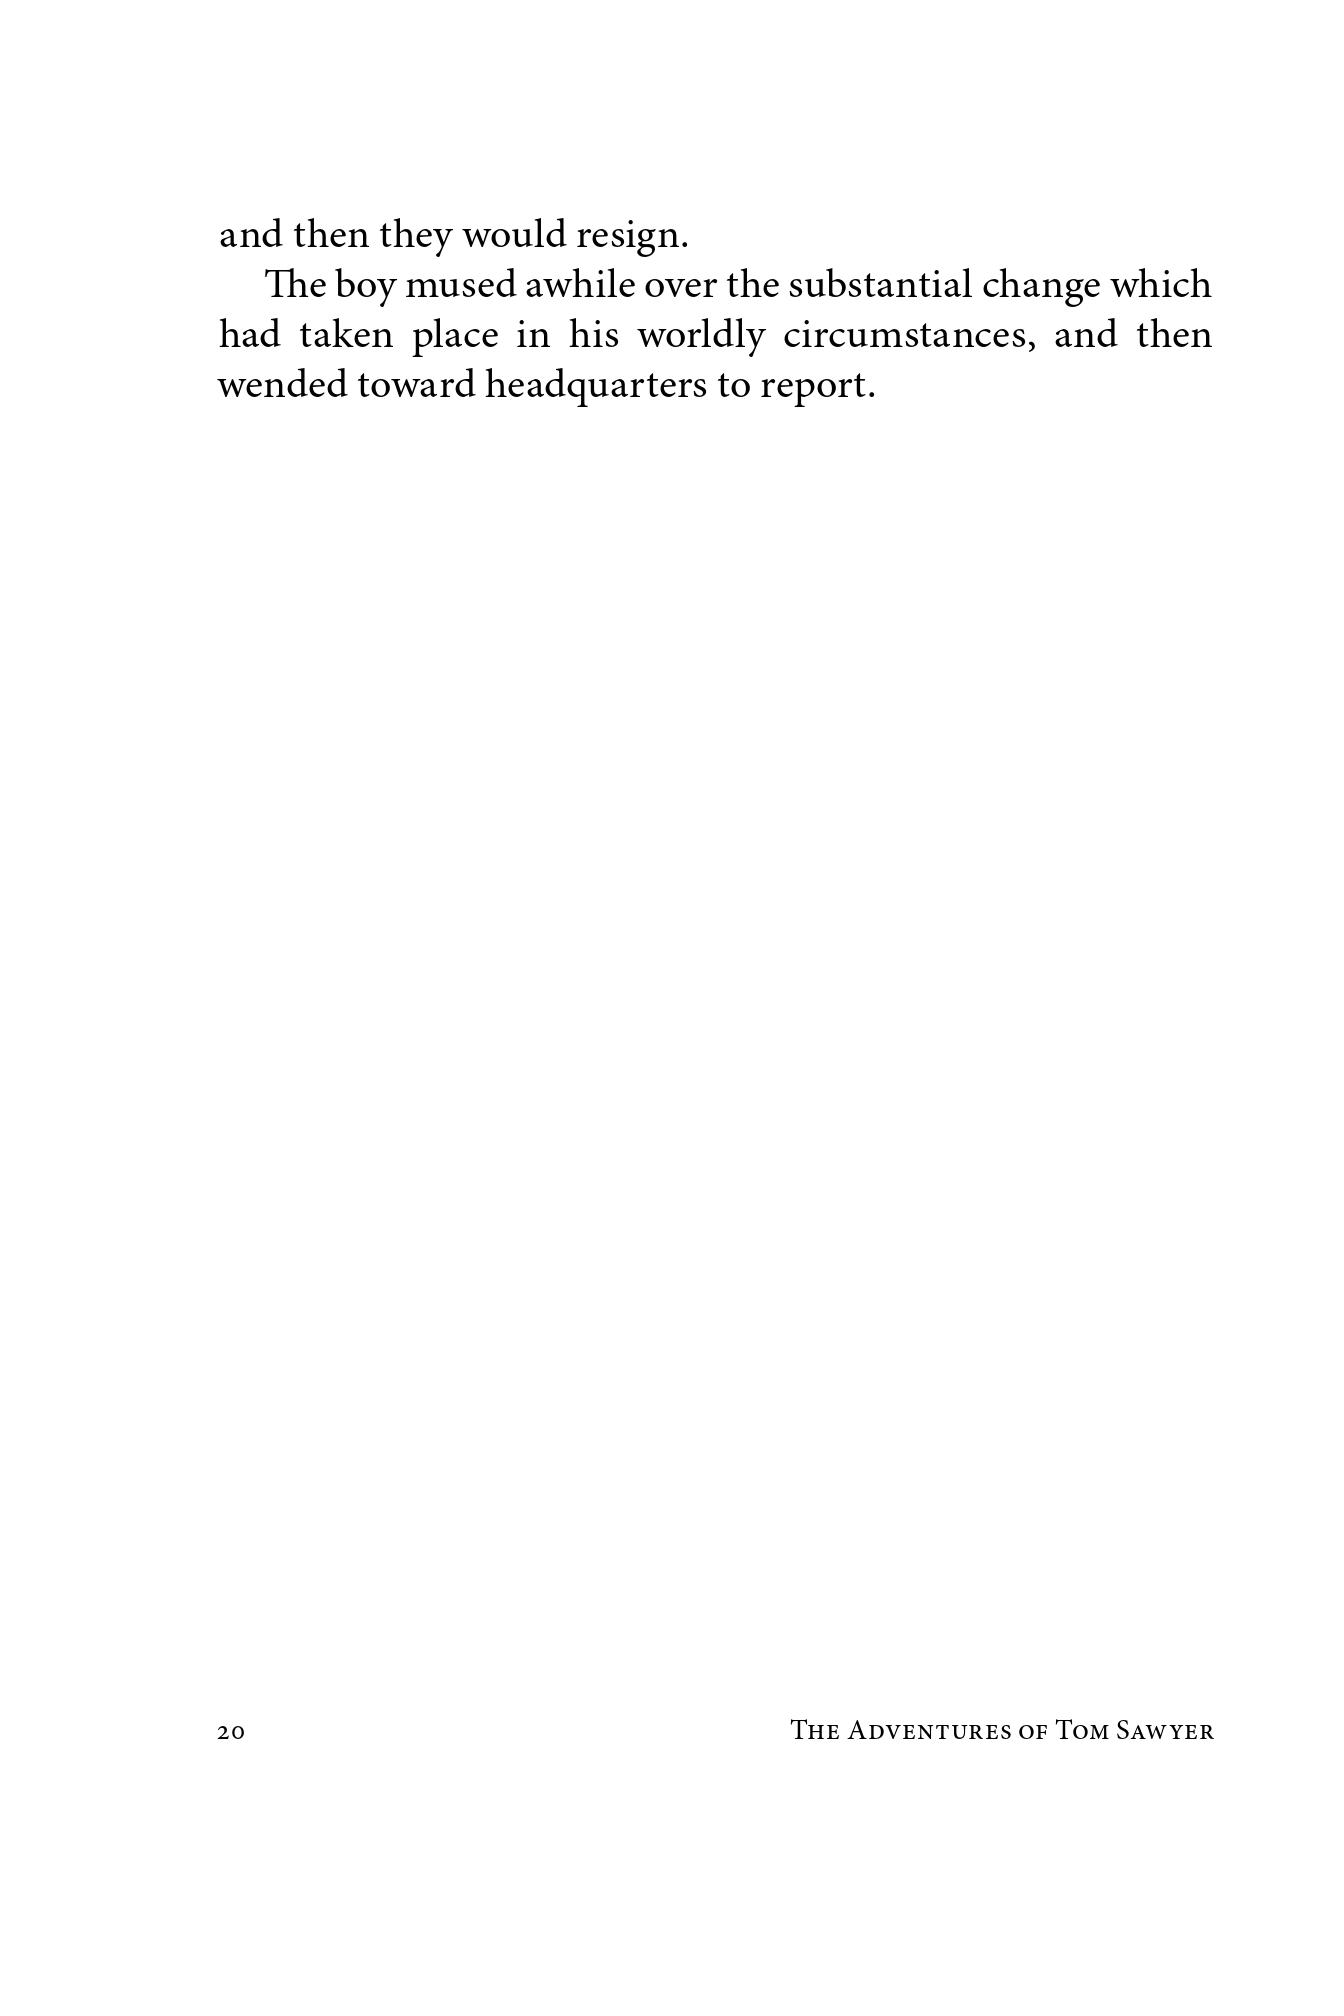 and then they would resign.
The boy mused awhile over the substantial change which
had taken place in his worldly circumstances, and then
wended toward headquarters to report.
20 The Adventures of Tom Sawyer